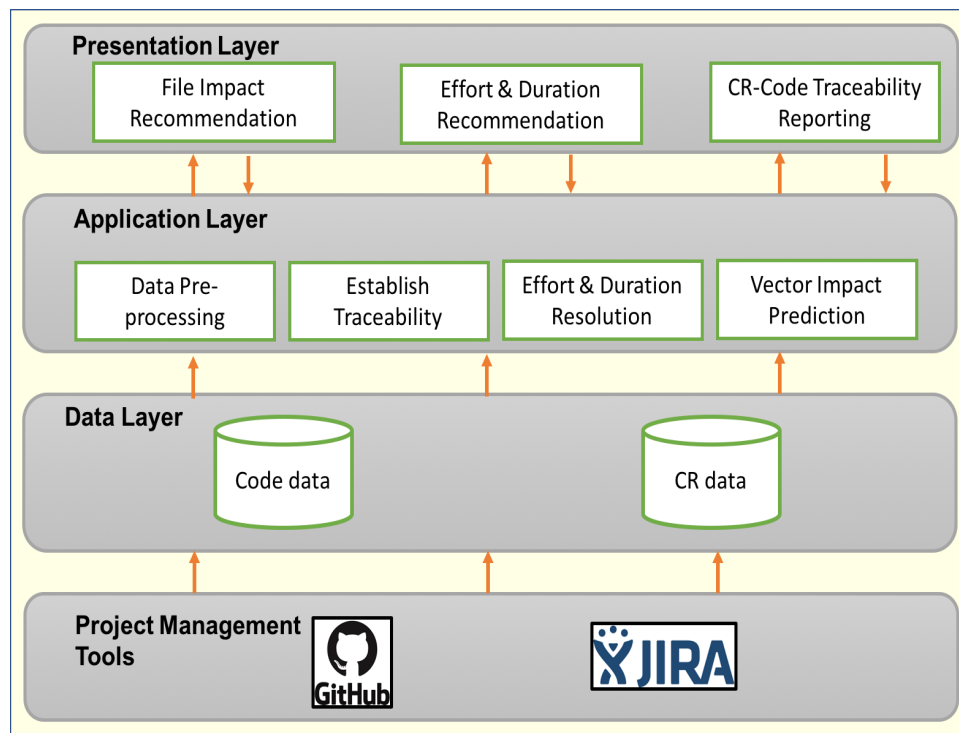 Presentation Layer
File Impact
Recommendation
Effort & Duration
Recommendation
CR-Code Traceability
Reporting
Application Layer
Data Pre-
processing
Establish
Traceability
Effort & Duration
Resolution
Vector Impact
Prediction
Data Layer
Code data
CR data
Project Management
Tools
GitHub
JIRA